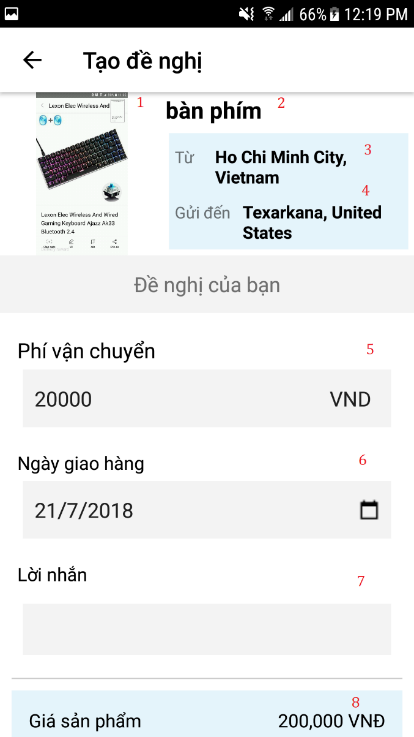 66% 12:19 PM
Tạo đề nghị
Lexon Elec Wireless And
1
bàn phím 2
Từ Ho Chi Minh City, 3
Vietnam
4
Gửi đến Texarkana, United
States
Lexon Elec Wireless And Wired
Gaming Keyboard Ajazz AK33
Bluetooth 2.4
Đề nghị của bạn
Phí vận chuyển 5
20000 VND
Ngày giao hàng 6
21/7/2018
Lời nhắn 7
8
Giá sản phẩm 200,000 VNĐ